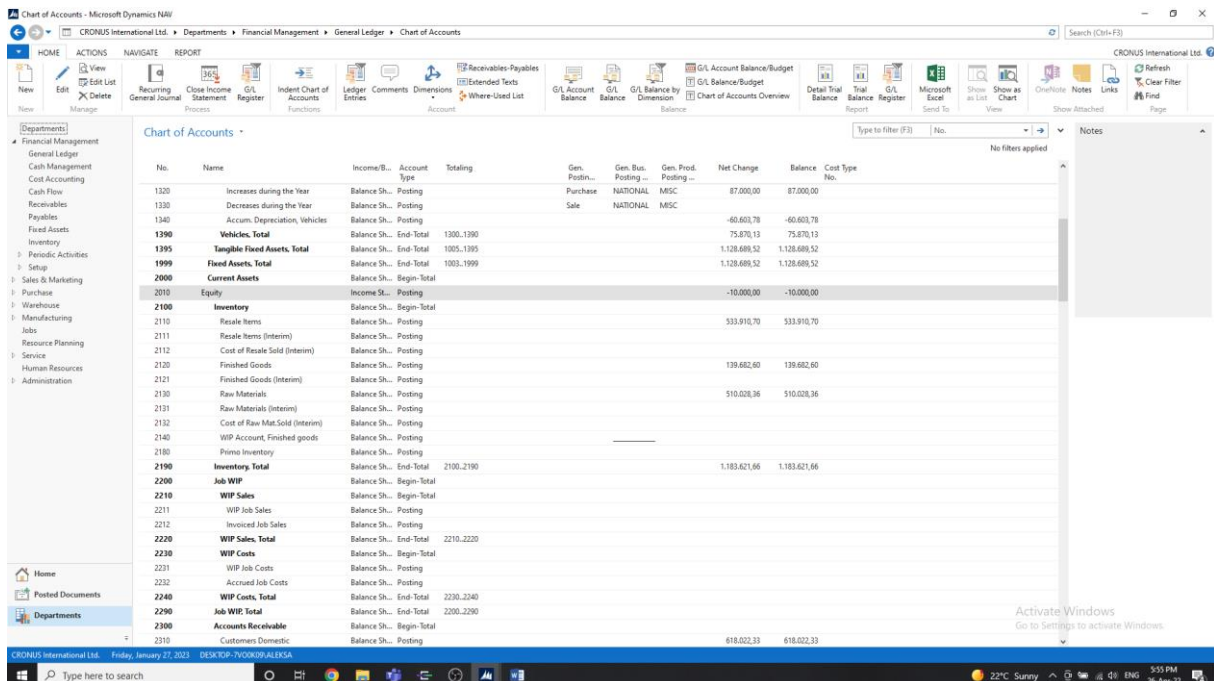 Chart of Accounts - Microsoft Dynamics NAV
CRONUS International Ltd. Departments Financial Management General Ledger Chart of Accounts
Search (Ctrl+F3)
HOME ACTIONS NAVIGATE REPORT
CRONUS International Ltd.
New
Edit
View
Edit List
Delete
Manage
Recurring General Journal
Close Income Statement
G/L Register
Process
Indent Chart of Accounts
Functions
Ledger Entries
Comments
Dimensions
Receivables-Payables
Extended Texts
Where-Used List
Account
G/L Account Balance
G/L Balance
G/L Balance by Dimension
G/L Account Balance/Budget
G/L Balance/Budget
Chart of Accounts Overview
Balance
Detail Trial Balance
Trial Balance
G/L Register
Report
Microsoft Excel
Send To
Show as List
Show as Chart
View
OneNote
Notes
Links
Show Attached
Refresh
Clear Filter
Find
Page
Departments
Financial Management
General Ledger
Cash Management
Cost Accounting
Cash Flow
Receivables
Payables
Fixed Assets
Inventory
Periodic Activities
Setup
Sales & Marketing
Purchase
Warehouse
Manufacturing
Jobs
Resource Planning
Service
Human Resources
Administration
Home
Posted Documents
Departments
Chart of Accounts
Type to filter (F3) No.
No filters applied
Notes
No. Name Income/B... Account Type Totaling Gen. Postin... Gen. Bus. Posting ... Gen. Prod. Posting ... Net Change Balance Cost Type No.
1320 Increases during the Year Balance Sh... Posting Purchase NATIONAL MISC 87.000,00 87.000,00
1330 Decreases during the Year Balance Sh... Posting Sale NATIONAL MISC
1340 Accum. Depreciation, Vehicles Balance Sh... Posting -60.603,78 -60.603,78
1390 Vehicles, Total Balance Sh... End-Total 1300..1390 75.870,13 75.870,13
1395 Tangible Fixed Assets, Total Balance Sh... End-Total 1005..1395 1.128.689,52 1.128.689,52
1999 Fixed Assets, Total Balance Sh... End-Total 1003..1999 1.128.689,52 1.128.689,52
2000 Current Assets Balance Sh... Begin-Total
2010 Equity Income St... Posting -10.000,00 -10.000,00
2100 Inventory Balance Sh... Begin-Total
2110 Resale Items Balance Sh... Posting 533.910,70 533.910,70
2111 Resale Items (Interim) Balance Sh... Posting
2112 Cost of Resale Sold (Interim) Balance Sh... Posting
2120 Finished Goods Balance Sh... Posting 139.682,60 139.682,60
2121 Finished Goods (Interim) Balance Sh... Posting
2130 Raw Materials Balance Sh... Posting 510.028,36 510.028,36
2131 Raw Materials (Interim) Balance Sh... Posting
2132 Cost of Raw Mat.Sold (Interim) Balance Sh... Posting
2140 WIP Account, Finished goods Balance Sh... Posting
2180 Primo Inventory Balance Sh... Posting
2190 Inventory, Total Balance Sh... End-Total 2100..2190 1.183.621,66 1.183.621,66
2200 Job WIP Balance Sh... Begin-Total
2210 WIP Sales Balance Sh... Begin-Total
2211 WIP Job Sales Balance Sh... Posting
2212 Invoiced Job Sales Balance Sh... Posting
2220 WIP Sales, Total Balance Sh... End-Total 2210..2220
2230 WIP Costs Balance Sh... Begin-Total
2231 WIP Job Costs Balance Sh... Posting
2232 Accrued Job Costs Balance Sh... Posting
2240 WIP Costs, Total Balance Sh... End-Total 2230..2240
2290 Job WIP, Total Balance Sh... End-Total 2200..2290
2300 Accounts Receivable Balance Sh... Begin-Total
2310 Customers Domestic Balance Sh... Posting 618.022,33 618.022,33
Activate Windows
Go to Settings to activate Windows.
CRONUS International Ltd. Friday, January 27, 2023 DESKTOP-7VO0K09\ALEKSA
Type here to search
22°C Sunny ENG 5:55 PM